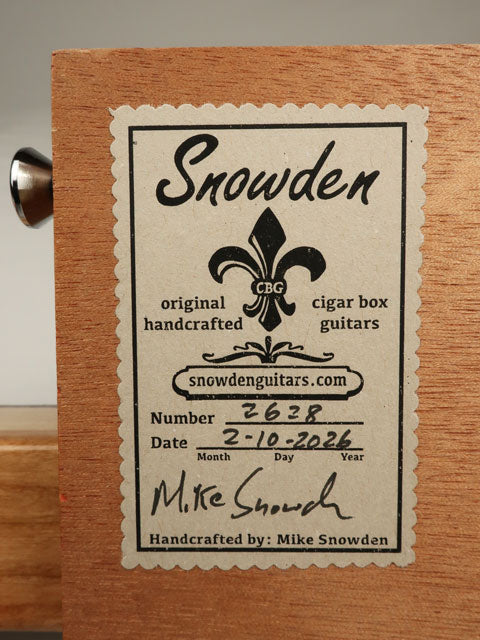 Snowden
CBG
original cigar box
handcrafted guitars
snowdenguitars.com
Number 2628
Date 2-10-2026
Month Day Year
Mike Snowden
Handcrafted by: Mike Snowden